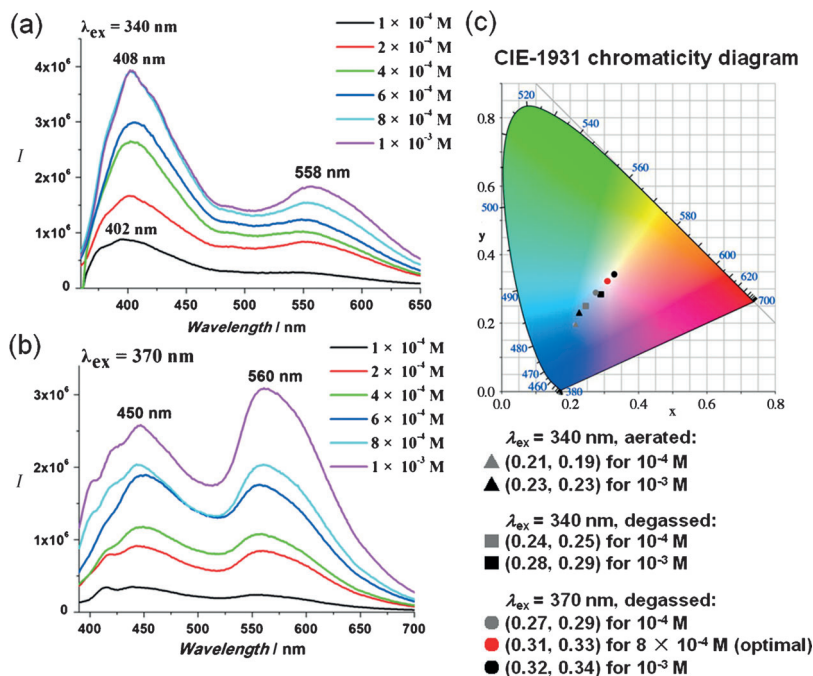 (a)
λex = 340 nm
1 × 10⁻⁴ M
2 × 10⁻⁴ M
4 × 10⁻⁴ M
6 × 10⁻⁴ M
8 × 10⁻⁴ M
1 × 10⁻³ M
408 nm
558 nm
402 nm
4x10⁶
3x10⁶
2x10⁶
1x10⁶
0
I
400 450 500 550 600 650
Wavelength / nm
(b)
λex = 370 nm
1 × 10⁻⁴ M
2 × 10⁻⁴ M
4 × 10⁻⁴ M
6 × 10⁻⁴ M
8 × 10⁻⁴ M
1 × 10⁻³ M
450 nm
560 nm
3x10⁶
2x10⁶
1x10⁶
0
I
400 450 500 550 600 650 700
Wavelength / nm
(c)
CIE-1931 chromaticity diagram
0.8
0.6
y
0.4
0.2
0.0
0.0 0.2 0.4 0.6 0.8
x
520
540
560
580
600
620
700
500
490
480
470
460
380
λex = 340 nm, aerated:
(0.21, 0.19) for 10⁻⁴ M
(0.23, 0.23) for 10⁻³ M
λex = 340 nm, degassed:
(0.24, 0.25) for 10⁻⁴ M
(0.28, 0.29) for 10⁻³ M
λex = 370 nm, degassed:
(0.27, 0.29) for 10⁻⁴ M
(0.31, 0.33) for 8 × 10⁻⁴ M (optimal)
(0.32, 0.34) for 10⁻³ M